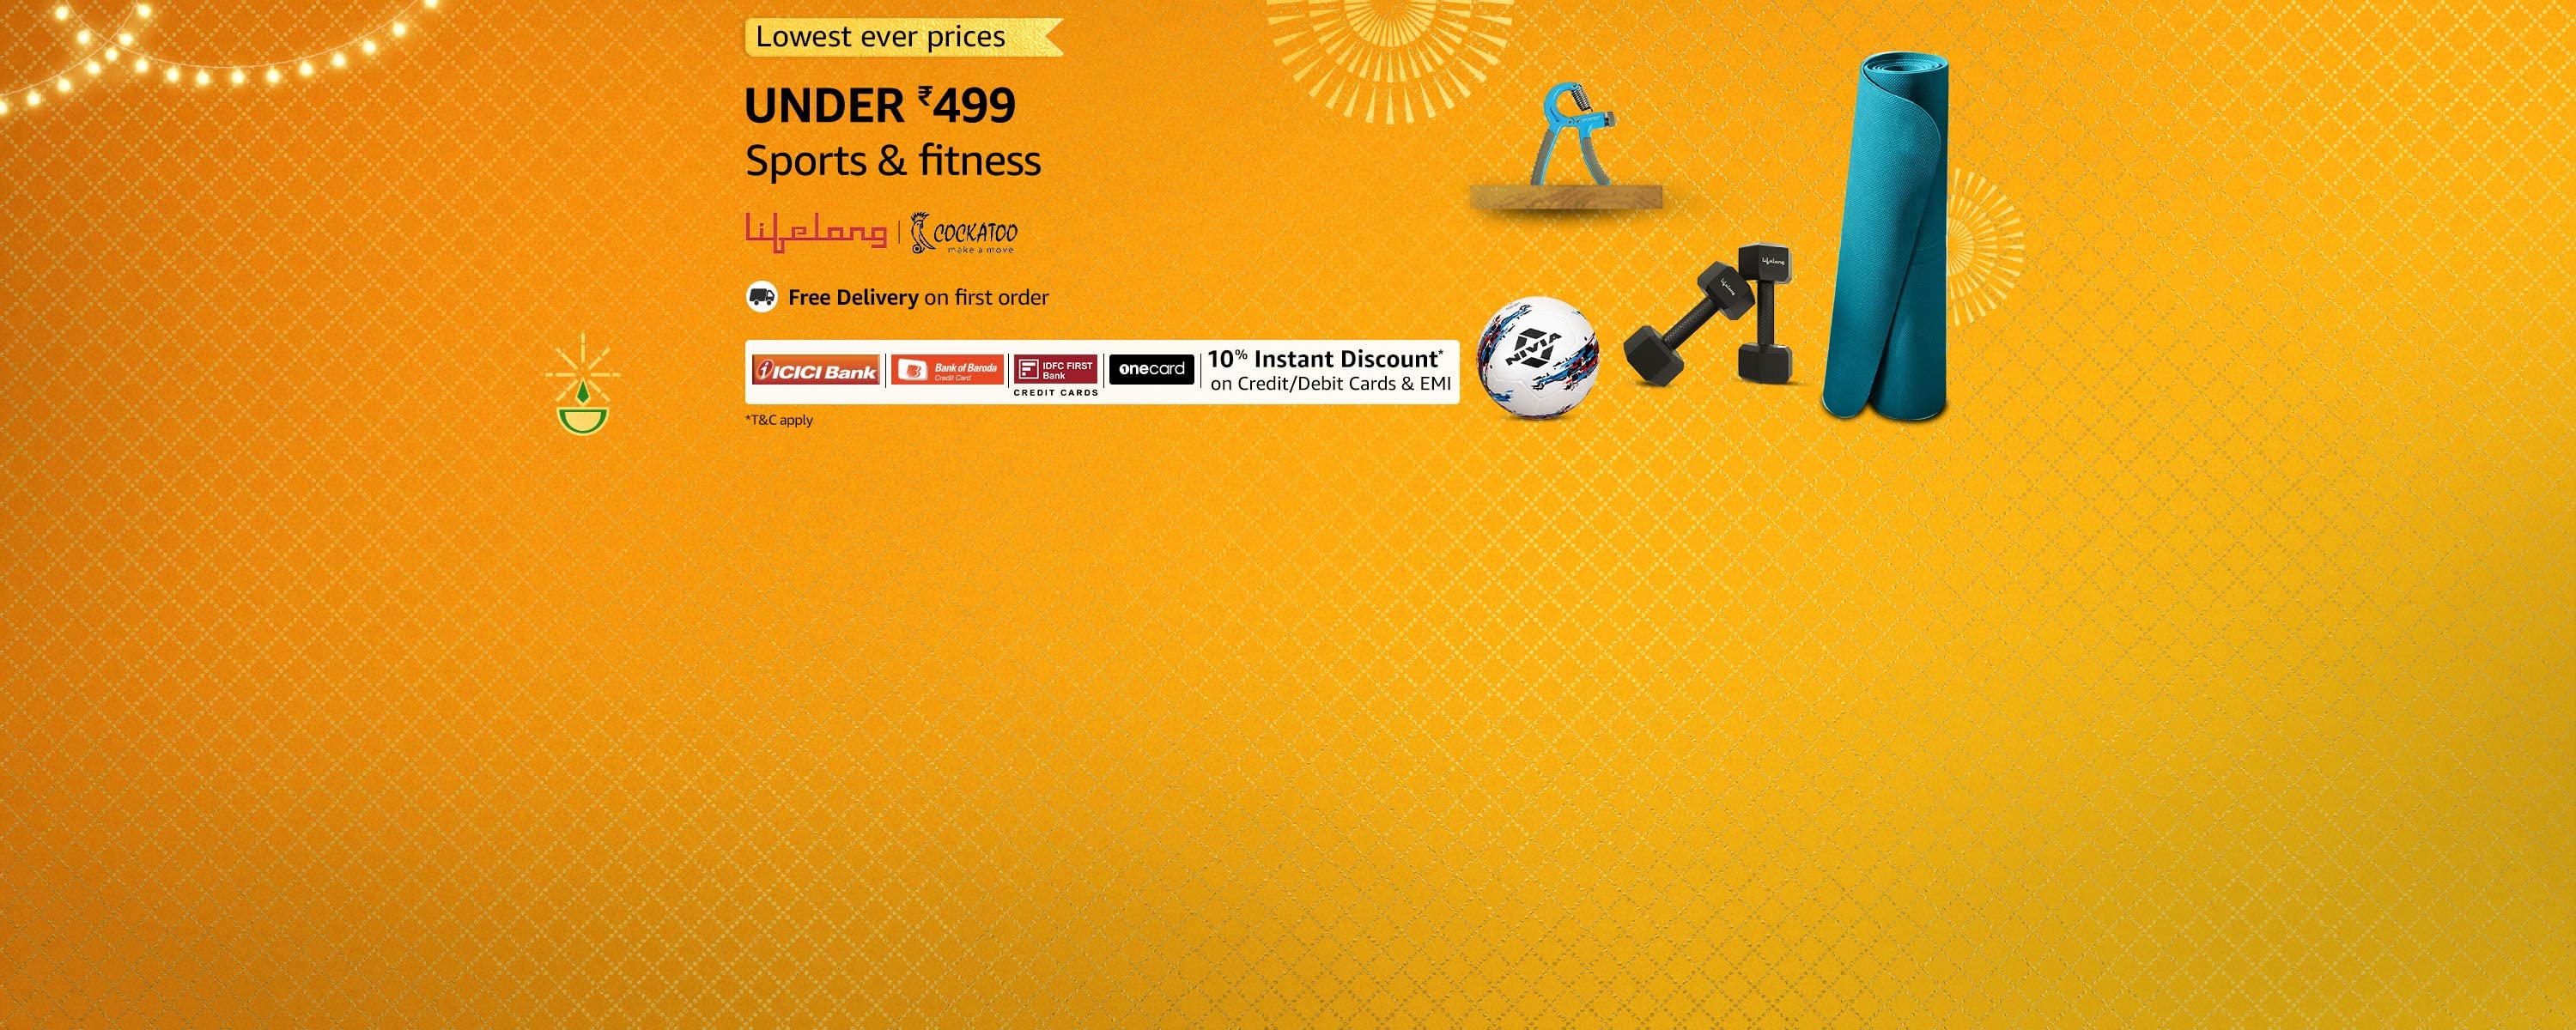 Lowest ever prices
UNDER ₹499
Sports & fitness
Lifelong | COCKATOO
make a move
Free Delivery on first order
ICICI Bank
Bank of Baroda
Credit Card
IDFC FIRST
Bank
CREDIT CARDS
onecard
10% Instant Discount*
on Credit/Debit Cards & EMI
*T&C apply
NIVIA
Lifelong
Lifelong